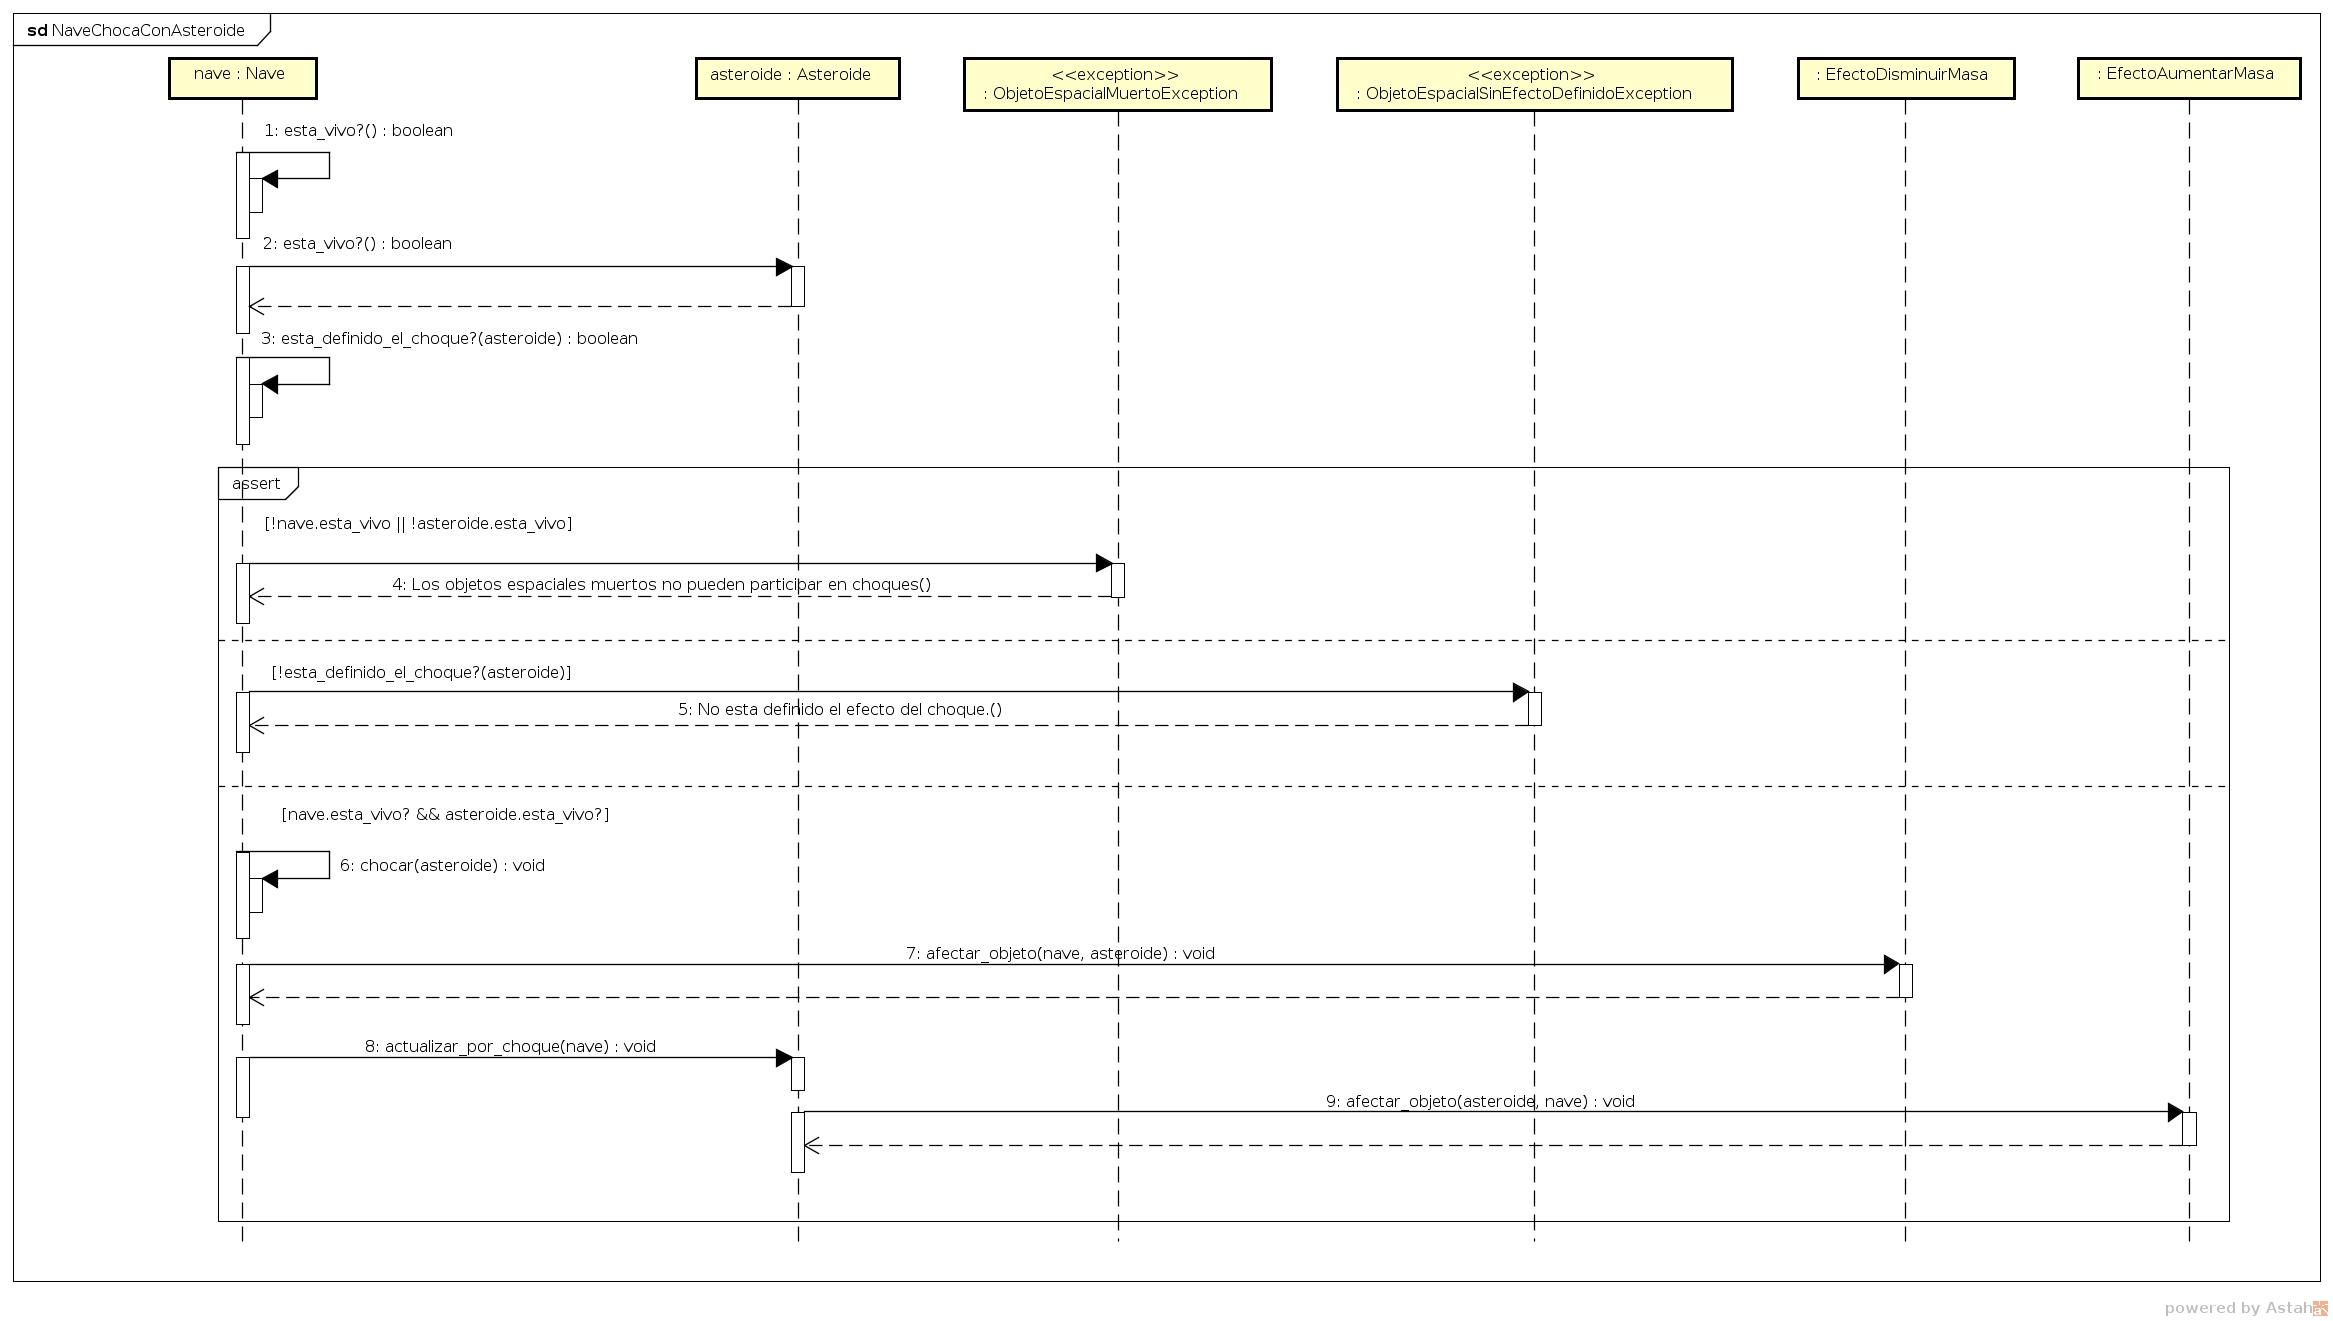 sd NaveChocaConAsteroide
nave : Nave
asteroide : Asteroide
<<exception>>
: ObjetoEspacialMuertoException
<<exception>>
: ObjetoEspacialSinEfectoDefinidoException
: EfectoDisminuirMasa
: EfectoAumentarMasa
1: esta_vivo?() : boolean
2: esta_vivo?() : boolean
3: esta_definido_el_choque?(asteroide) : boolean
assert
[!nave.esta_vivo || !asteroide.esta_vivo]
4: Los objetos espaciales muertos no pueden participar en choques()
[!esta_definido_el_choque?(asteroide)]
5: No esta definido el efecto del choque.()
[nave.esta_vivo? && asteroide.esta_vivo?]
6: chocar(asteroide) : void
7: afectar_objeto(nave, asteroide) : void
8: actualizar_por_choque(nave) : void
9: afectar_objeto(asteroide, nave) : void
powered by Astah